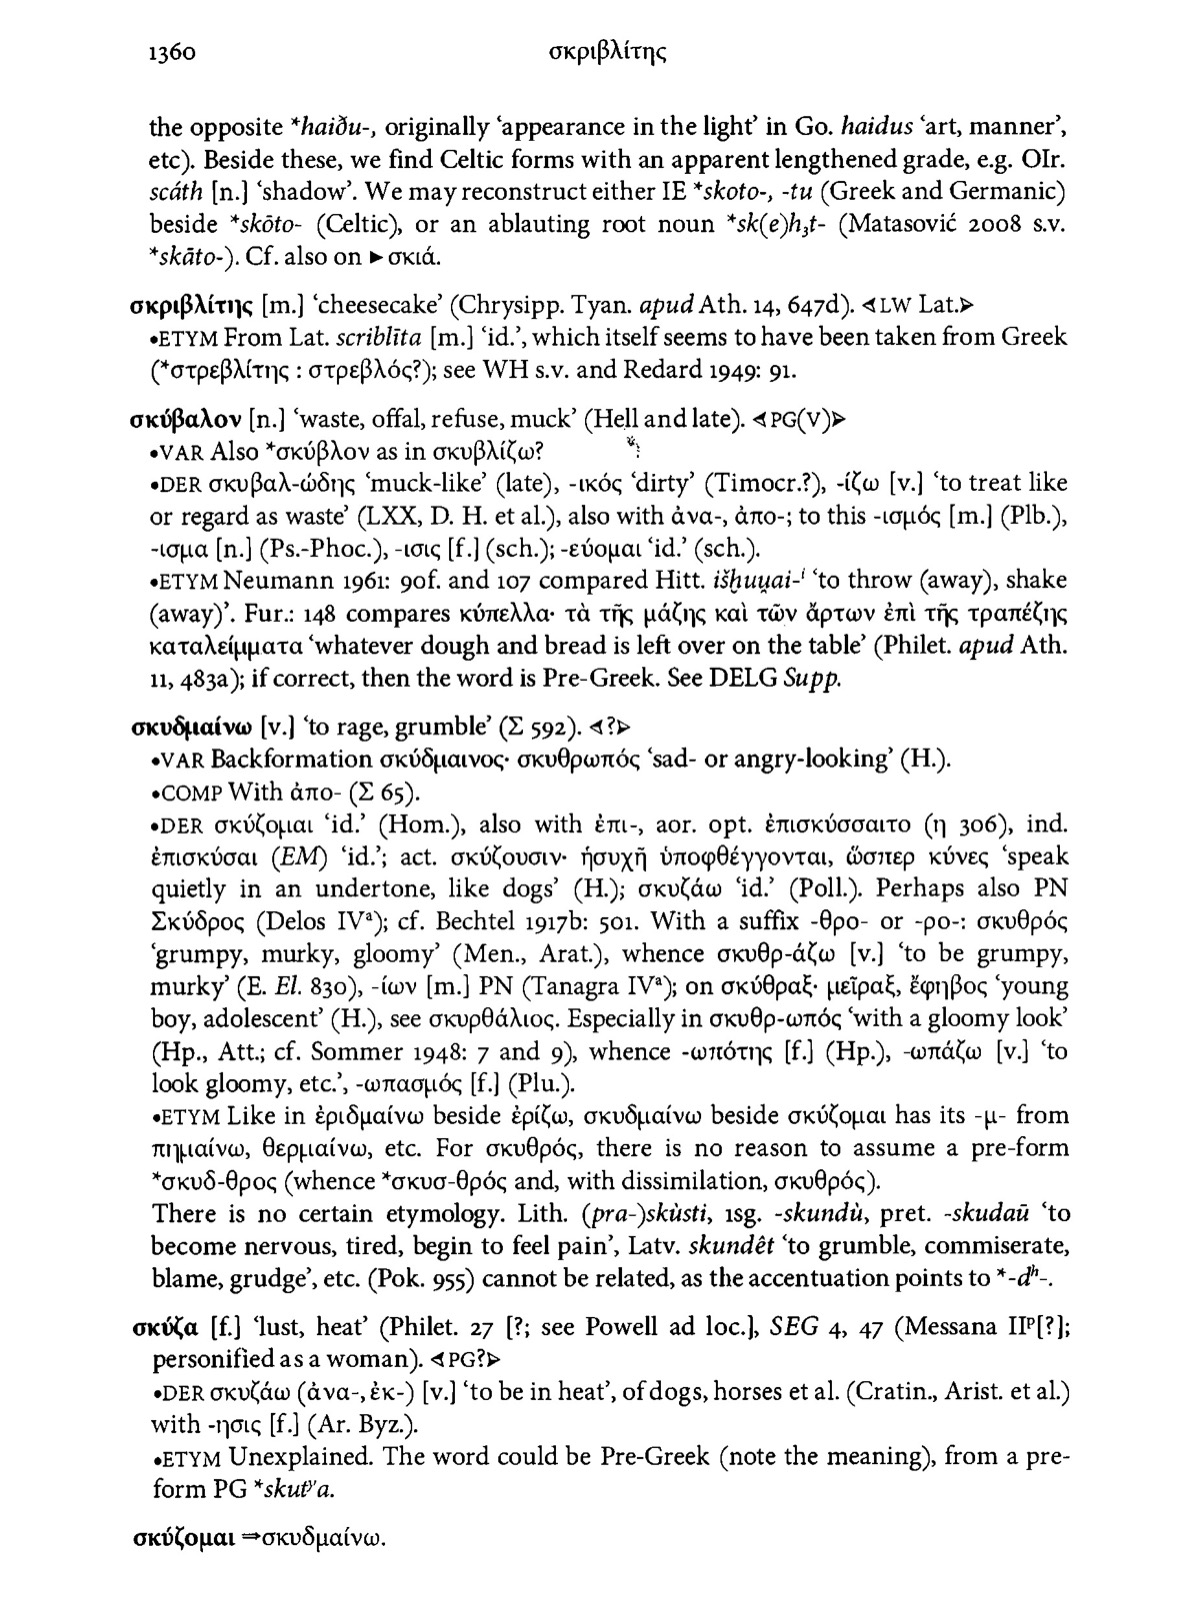 1360 σκριβλίτης
the opposite *haiðu-, originally ‘appearance in the light’ in Go. haidus ‘art, manner’,
etc). Beside these, we find Celtic forms with an apparent lengthened grade, e.g. OIr.
scáth [n.] ‘shadow’. We may reconstruct either IE *skoto-, -tu (Greek and Germanic)
beside *skōto- (Celtic), or an ablauting root noun *sk(e)h₃t- (Matasović 2008 s.v.
*skāto-). Cf. also on ►σκιά.
σκριβλίτης [m.] ‘cheesecake’ (Chrysipp. Tyan. apud Ath. 14, 647d). ⊲LW Lat.⊳
•ETYM From Lat. scriblīta [m.] ‘id.’, which itself seems to have been taken from Greek
(*στρεβλίτης : στρεβλός?); see WH s.v. and Redard 1949: 91.
σκύβαλον [n.] ‘waste, offal, refuse, muck’ (Hell and late). ⊲PG(V)⊳
•VAR Also *σκύβλον as in σκυβλίζω?
•DER σκυβαλ-ώδης ‘muck-like’ (late), -ικός ‘dirty’ (Timocr.?), -ίζω [v.] ‘to treat like
or regard as waste’ (LXX, D. H. et al.), also with ἀνα-, ἀπο-; to this -ισμός [m.] (Plb.),
-ισμα [n.] (Ps.-Phoc.), -ισις [f.] (sch.); -εύομαι ‘id.’ (sch.).
•ETYM Neumann 1961: 90f. and 107 compared Hitt. išḫuu̯ai-ⁱ ‘to throw (away), shake
(away)’. Fur.: 148 compares κύπελλα· τὰ τῆς μάζης καὶ τῶν ἄρτων ἐπὶ τῆς τραπέζης
καταλείμματα ‘whatever dough and bread is left over on the table’ (Philet. apud Ath.
11, 483a); if correct, then the word is Pre-Greek. See DELG Supp.
σκυδμαίνω [v.] ‘to rage, grumble’ (Σ 592). ⊲?⊳
•VAR Backformation σκύδμαινος· σκυθρωπός ‘sad- or angry-looking’ (H.).
•COMP With ἀπο- (Σ 65).
•DER σκύζομαι ‘id.’ (Hom.), also with ἐπι-, aor. opt. ἐπισκύσσαιτο (η 306), ind.
ἐπισκύσαι (EM) ‘id.’; act. σκύζουσιν· ἡσυχῆ ὑποφθέγγονται, ὥσπερ κύνες ‘speak
quietly in an undertone, like dogs’ (H.); σκυζάω ‘id.’ (Poll.). Perhaps also PN
Σκύδρος (Delos IVᵃ); cf. Bechtel 1917b: 501. With a suffix -θρο- or -ρο-: σκυθρός
‘grumpy, murky, gloomy’ (Men., Arat.), whence σκυθρ-άζω [v.] ‘to be grumpy,
murky’ (E. El. 830), -ίων [m.] PN (Tanagra IVᵃ); on σκύθραξ· μεῖραξ, ἔφηβος ‘young
boy, adolescent’ (H.), see σκυρθάλιος. Especially in σκυθρ-ωπός ‘with a gloomy look’
(Hp., Att.; cf. Sommer 1948: 7 and 9), whence -ωπότης [f.] (Hp.), -ωπάζω [v.] ‘to
look gloomy, etc.’, -ωπασμός [f.] (Plu.).
•ETYM Like in ἐριδμαίνω beside ἐρίζω, σκυδμαίνω beside σκύζομαι has its -μ- from
πημαίνω, θερμαίνω, etc. For σκυθρός, there is no reason to assume a pre-form
*σκυδ-θρος (whence *σκυσ-θρός and, with dissimilation, σκυθρός).
There is no certain etymology. Lith. (pra-)skùsti, 1sg. -skundù, pret. -skudaū ‘to
become nervous, tired, begin to feel pain’, Latv. skundêt ‘to grumble, commiserate,
blame, grudge’, etc. (Pok. 955) cannot be related, as the accentuation points to *-dʰ-.
σκύζα [f.] ‘lust, heat’ (Philet. 27 [?; see Powell ad loc.], SEG 4, 47 (Messana IIᵖ[?];
personified as a woman). ⊲PG?⊳
•DER σκυζάω (ἀνα-, ἐκ-) [v.] ‘to be in heat’, of dogs, horses et al. (Cratin., Arist. et al.)
with -ησις [f.] (Ar. Byz.).
•ETYM Unexplained. The word could be Pre-Greek (note the meaning), from a pre-
form PG *skutʸa.
σκύζομαι ⇒σκυδμαίνω.